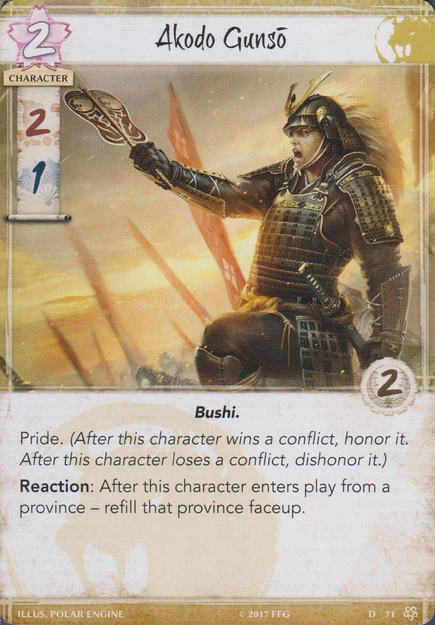 2
Akodo Gunsō
CHARACTER
2
1
2
Bushi.
Pride. (After this character wins a conflict, honor it.
After this character loses a conflict, dishonor it.)
Reaction: After this character enters play from a
province – refill that province faceup.
ILLUS. POLAR ENGINE © 2017 FFG D 71